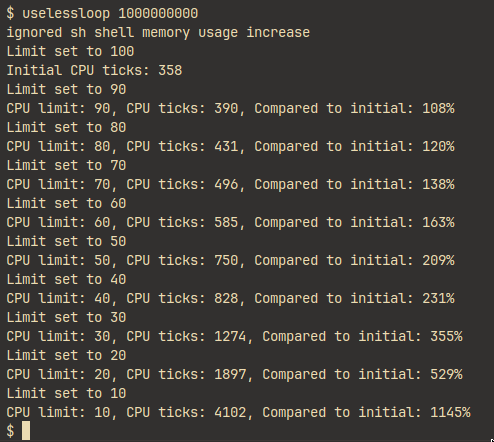 $ uselessloop 1000000000
ignored sh shell memory usage increase
Limit set to 100
Initial CPU ticks: 358
Limit set to 90
CPU limit: 90, CPU ticks: 390, Compared to initial: 108%
Limit set to 80
CPU limit: 80, CPU ticks: 431, Compared to initial: 120%
Limit set to 70
CPU limit: 70, CPU ticks: 496, Compared to initial: 138%
Limit set to 60
CPU limit: 60, CPU ticks: 585, Compared to initial: 163%
Limit set to 50
CPU limit: 50, CPU ticks: 750, Compared to initial: 209%
Limit set to 40
CPU limit: 40, CPU ticks: 828, Compared to initial: 231%
Limit set to 30
CPU limit: 30, CPU ticks: 1274, Compared to initial: 355%
Limit set to 20
CPU limit: 20, CPU ticks: 1897, Compared to initial: 529%
Limit set to 10
CPU limit: 10, CPU ticks: 4102, Compared to initial: 1145%
$